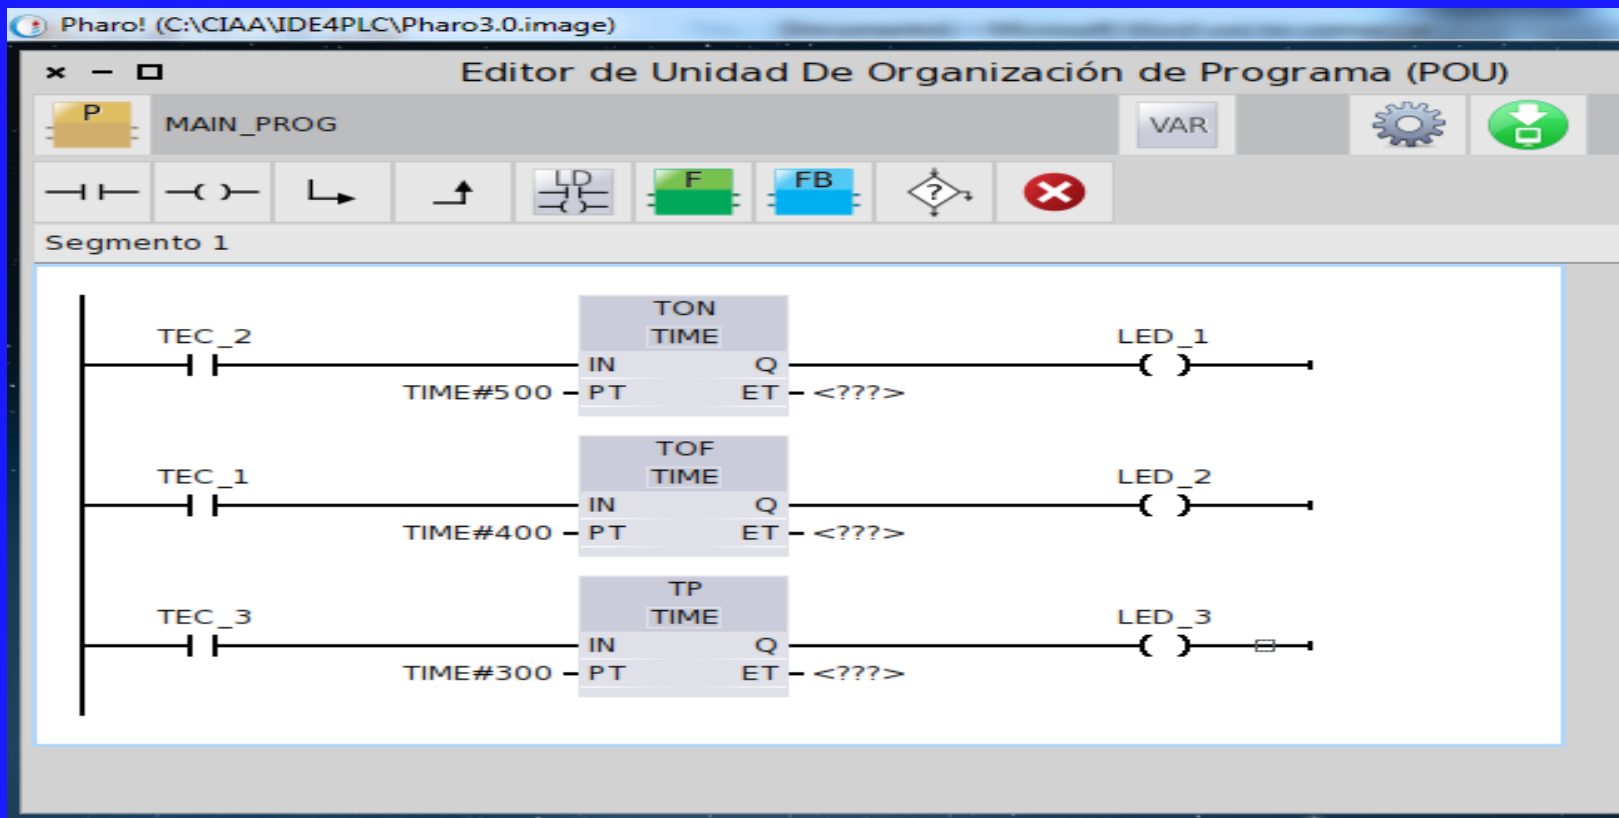 Pharo! (C:\CIAA\IDE4PLC\Pharo3.0.image)
Editor de Unidad De Organización de Programa (POU)
P MAIN_PROG VAR
LD F FB ?
Segmento 1
TON
TEC_2 TIME LED_1
IN Q
TIME#500 PT ET <???>
TOF
TEC_1 TIME LED_2
IN Q
TIME#400 PT ET <???>
TP
TEC_3 TIME LED_3
IN Q
TIME#300 PT ET <???>